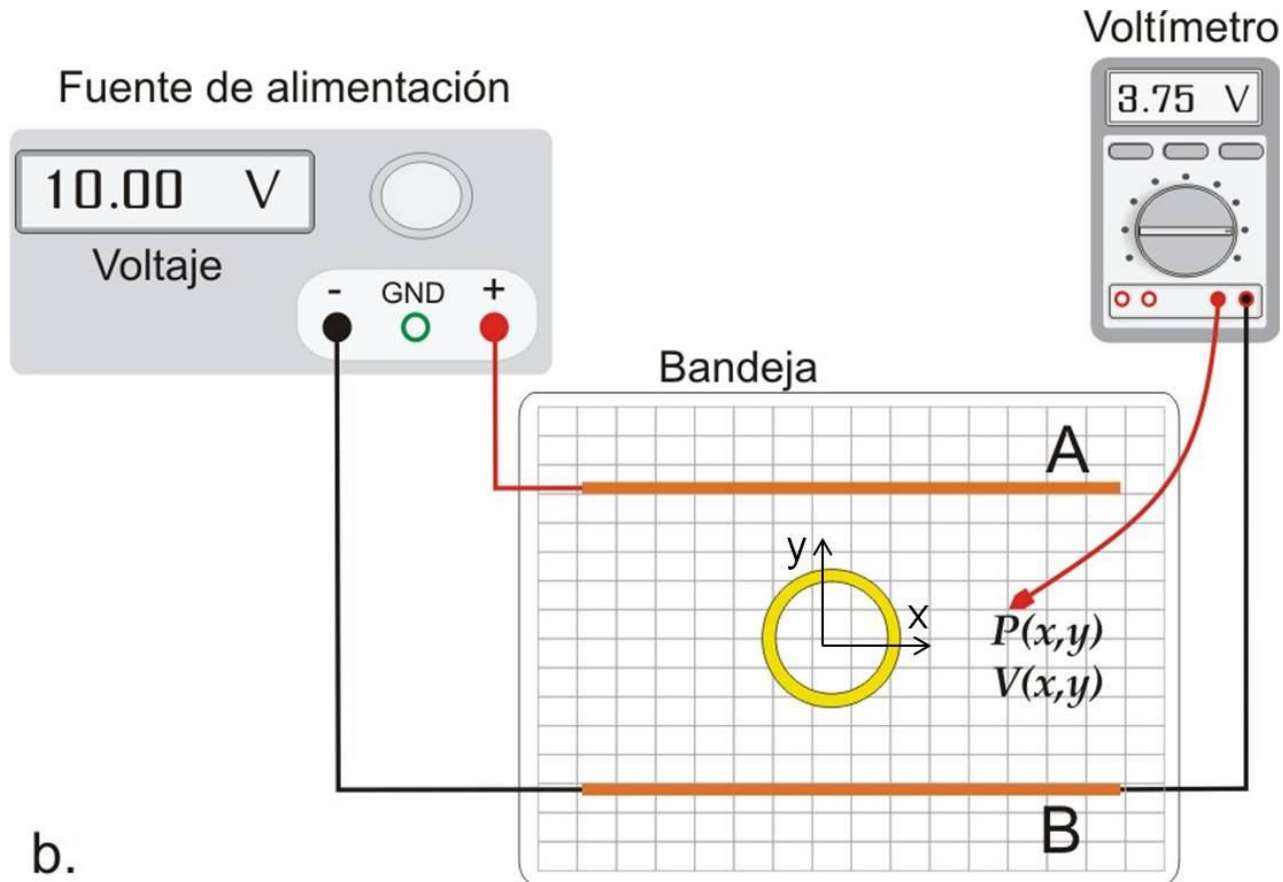 Voltímetro
3.75 V
Fuente de alimentación
10.00 V
Voltaje
- GND +
Bandeja
A
y
x
P(x,y)
V(x,y)
B
b.